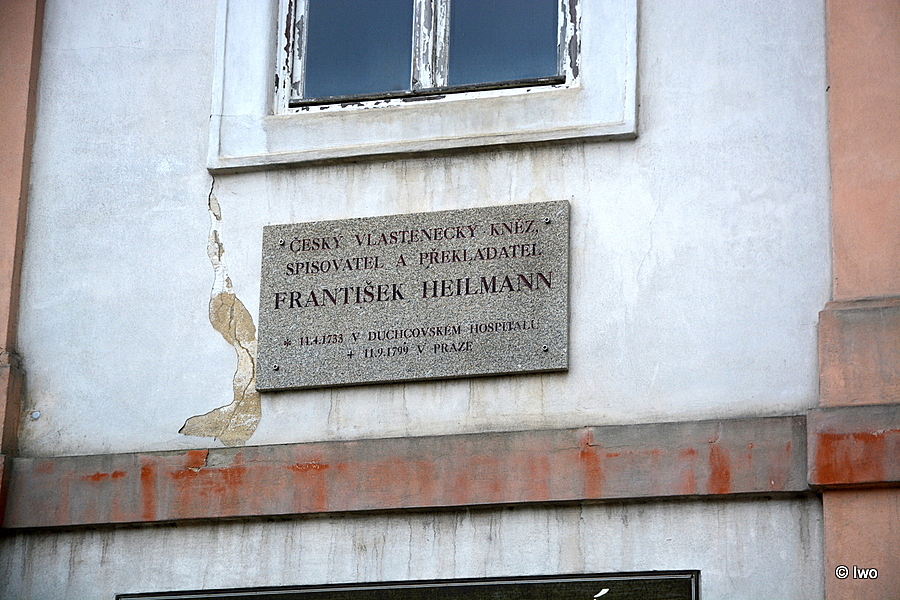 ČESKÝ VLASTENECKÝ KNĚZ,
SPISOVATEL A PŘEKLADATEL
FRANTIŠEK HEILMANN
* 11.4.1733 V DUCHCOVSKÉM HOSPITALU
+ 11.9.1799 V PRAZE
© Iwo